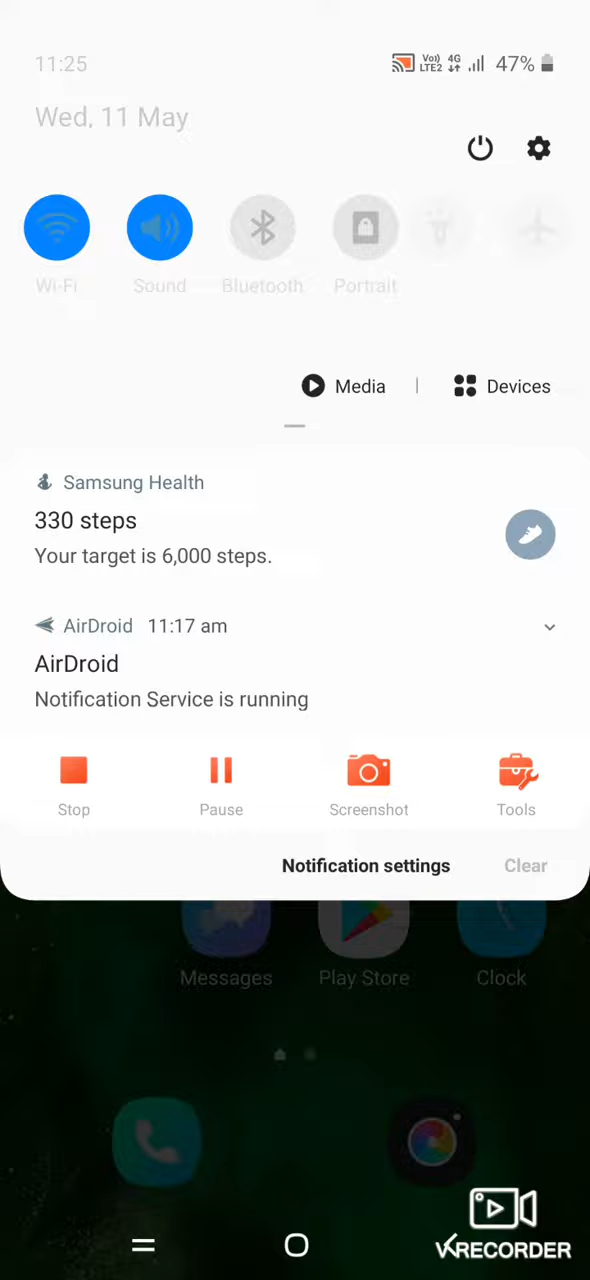 11:25
Vo) 4G 47%
LTE2
Wed, 11 May
Wi-Fi Sound Bluetooth Portrait
Media | Devices
Samsung Health
330 steps
Your target is 6,000 steps.
AirDroid 11:17 am
AirDroid
Notification Service is running
Stop Pause Screenshot Tools
Notification settings Clear
Messages Play Store Clock
VRECORDER